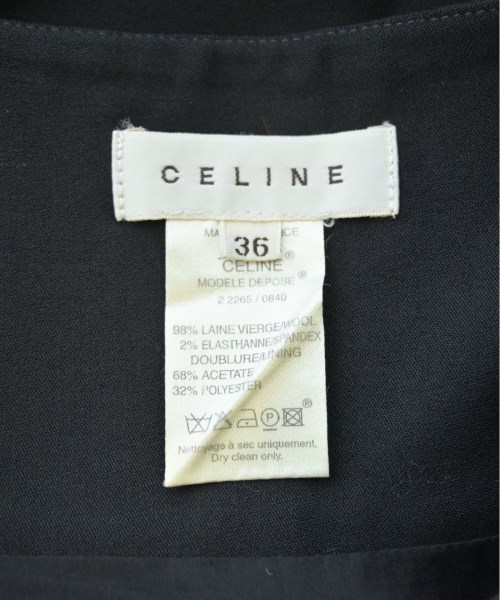 CELINE
36
CELINE®
MODELE DEPOSE®
2 2265 / 0840
98% LAINE VIERGE/WOOL
2% ELASTHANNE/SPANDEX
DOUBLURE/LINING
68% ACETATE
32% POLYESTER
Nettoyage à sec uniquement.
Dry clean only.